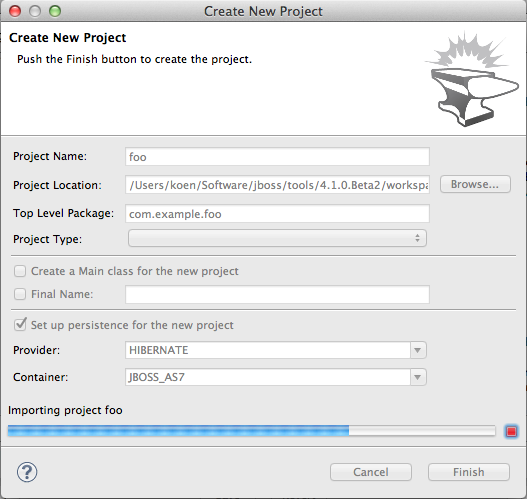 Create New Project
Create New Project
Push the Finish button to create the project.
Project Name: foo
Project Location: /Users/koen/Software/jboss/tools/4.1.0.Beta2/workspa Browse...
Top Level Package: com.example.foo
Project Type:
Create a Main class for the new project
Final Name:
Set up persistence for the new project
Provider: HIBERNATE
Container: JBOSS_AS7
Importing project foo
? Cancel Finish